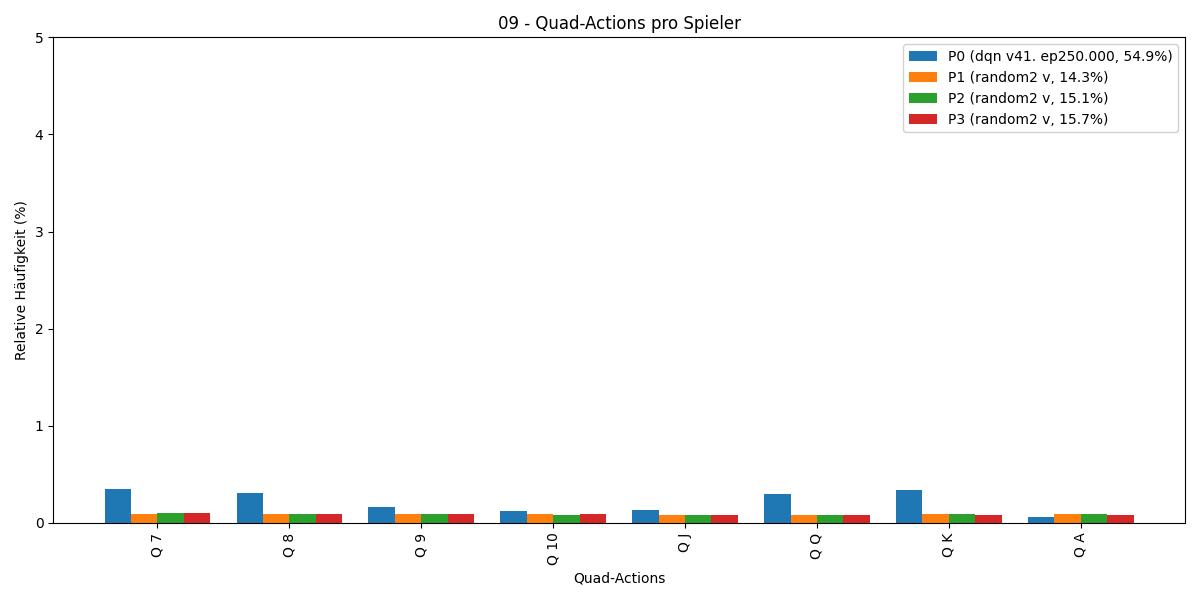 09 - Quad-Actions pro Spieler
P0 (dqn v41. ep250.000, 54.9%)
P1 (random2 v, 14.3%)
P2 (random2 v, 15.1%)
P3 (random2 v, 15.7%)
Relative Häufigkeit (%)
5
4
3
2
1
0
Q 7
Q 8
Q 9
Q 10
Q J
Q Q
Q K
Q A
Quad-Actions